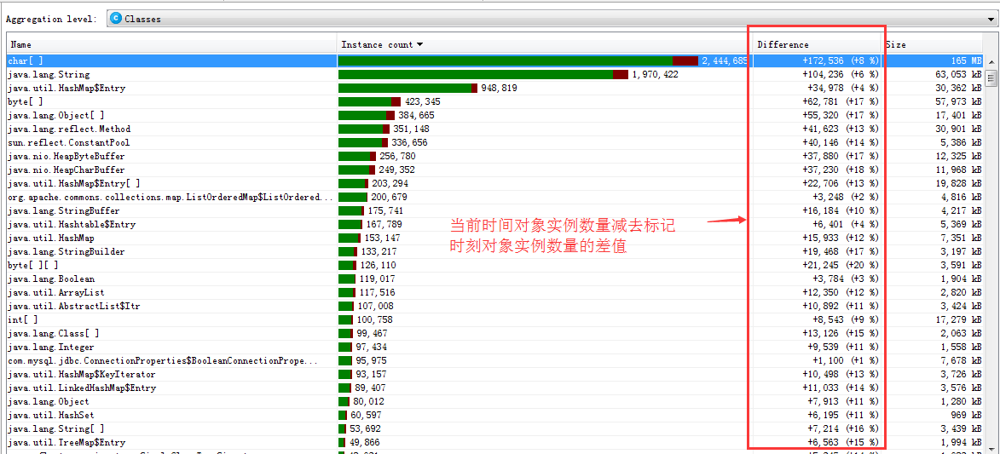 Aggregation level: Classes
Name Instance count Difference Size
char[ ] 2,444,685 +172,536 (+8 %) 165 MB
java.lang.String 1,970,422 +104,236 (+6 %) 63,053 kB
java.util.HashMap$Entry 948,819 +34,978 (+4 %) 30,362 kB
byte[ ] 423,345 +62,781 (+17 %) 57,973 kB
java.lang.Object[ ] 384,665 +55,320 (+17 %) 17,401 kB
java.lang.reflect.Method 351,148 +41,623 (+13 %) 30,901 kB
sun.reflect.ConstantPool 336,656 +40,146 (+14 %) 5,386 kB
java.nio.HeapByteBuffer 256,780 +37,880 (+17 %) 12,325 kB
java.nio.HeapCharBuffer 249,352 +37,230 (+18 %) 11,968 kB
java.util.HashMap$Entry[ ] 203,294 +22,706 (+13 %) 19,828 kB
org.apache.commons.collections.map.ListOrderedMap$ListOrdered... 200,679 +3,248 (+2 %) 4,816 kB
java.lang.StringBuffer 175,741 +16,184 (+10 %) 4,217 kB
java.util.Hashtable$Entry 167,789 +6,401 (+4 %) 5,369 kB
java.util.HashMap 153,147 +15,933 (+12 %) 7,351 kB
java.lang.StringBuilder 133,217 +19,468 (+17 %) 3,197 kB
byte[ ][ ] 126,110 +21,245 (+20 %) 3,591 kB
java.lang.Boolean 119,017 +3,784 (+3 %) 1,904 kB
java.util.ArrayList 117,516 +12,350 (+12 %) 2,820 kB
java.util.AbstractList$Itr 107,008 +10,892 (+11 %) 3,424 kB
int[ ] 100,758 +8,543 (+9 %) 17,279 kB
java.lang.Class[ ] 99,467 +13,126 (+15 %) 2,063 kB
java.lang.Integer 97,434 +9,539 (+11 %) 1,558 kB
com.mysql.jdbc.ConnectionProperties$BooleanConnectionPrope... 95,975 +1,100 (+1 %) 7,678 kB
java.util.HashMap$KeyIterator 93,157 +10,498 (+13 %) 3,726 kB
java.util.LinkedHashMap$Entry 89,407 +11,033 (+14 %) 3,576 kB
java.lang.Object 80,012 +7,913 (+11 %) 1,280 kB
java.util.HashSet 60,597 +6,195 (+11 %) 969 kB
java.lang.String[ ] 53,692 +7,214 (+16 %) 3,439 kB
java.util.TreeMap$Entry 49,866 +6,563 (+15 %) 1,994 kB
当前时间对象实例数量减去标记
时刻对象实例数量的差值